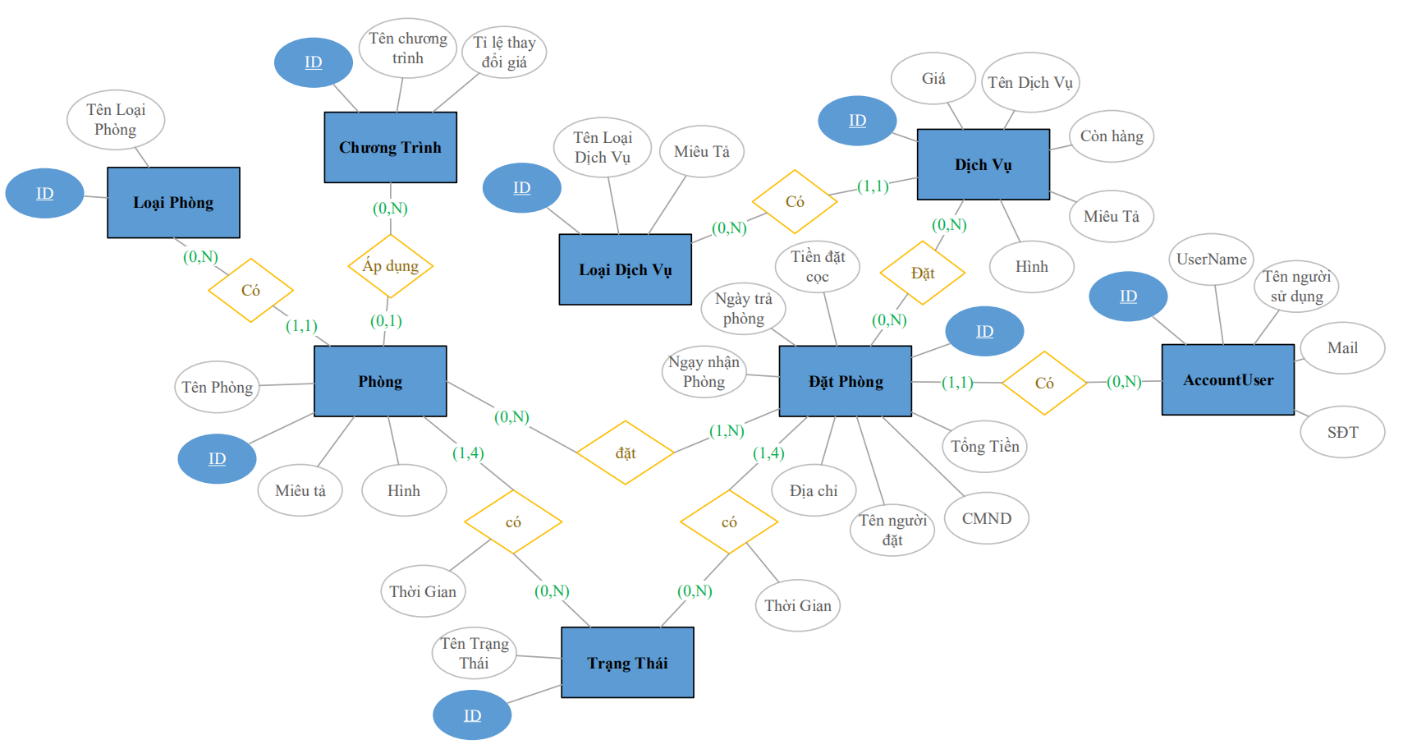 Tên chương
trình
Tỉ lệ thay
đổi giá
ID
Chương Trình
Tên Loại
Phòng
ID
Loại Phòng
(0,N)
Có
(1,1)
(0,N)
Áp dụng
(0,1)
Tên Loại
Dịch Vụ
Miêu Tả
ID
Loại Dịch Vụ
(0,N)
Có
(1,1)
Giá
Tên Dịch Vụ
ID
Còn hàng
Dịch Vụ
Miêu Tả
Hình
(0,N)
Đặt
(0,N)
Tiền đặt
cọc
Ngày trả
phòng
Ngạy nhận
Phòng
ID
Đặt Phòng
(1,1)
Có
(0,N)
UserName
Tên người
sử dụng
ID
Mail
AccountUser
SĐT
Phòng
Tên Phòng
ID
Miêu tả
Hình
(0,N)
đặt
(1,N)
Tổng Tiền
CMND
Tên người
đặt
Địa chỉ
(1,4)
có
Thời Gian
(0,N)
(1,4)
có
Thời Gian
(0,N)
Tên Trạng
Thái
ID
Trạng Thái